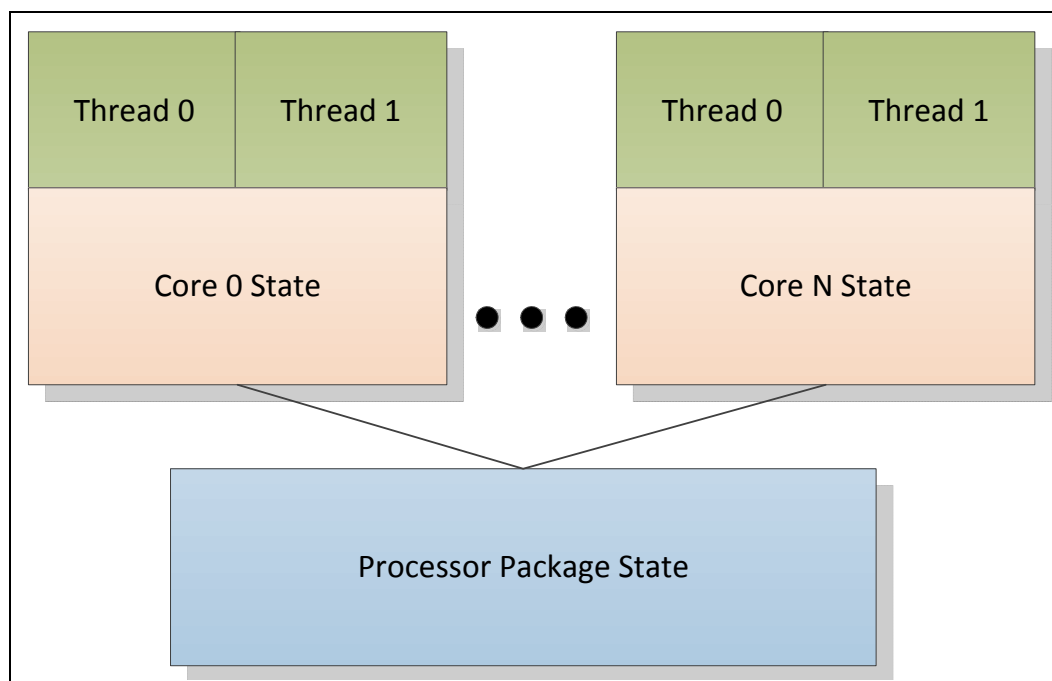 Thread 0
Thread 1
Thread 0
Thread 1
Core 0 State
Core N State
Processor Package State